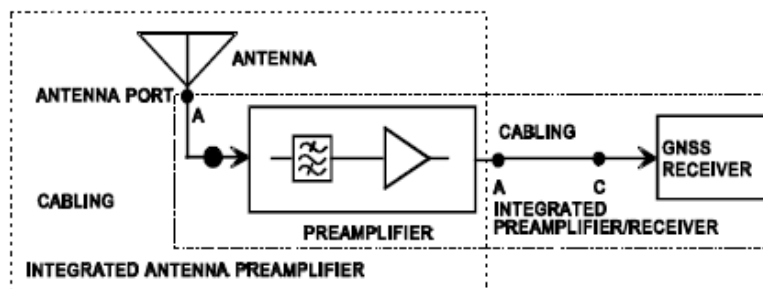 ANTENNA
ANTENNA PORT
A
CABLING
GNSS
RECEIVER
CABLING
A
C
INTEGRATED
PREAMPLIFIER/RECEIVER
PREAMPLIFIER
INTEGRATED ANTENNA PREAMPLIFIER